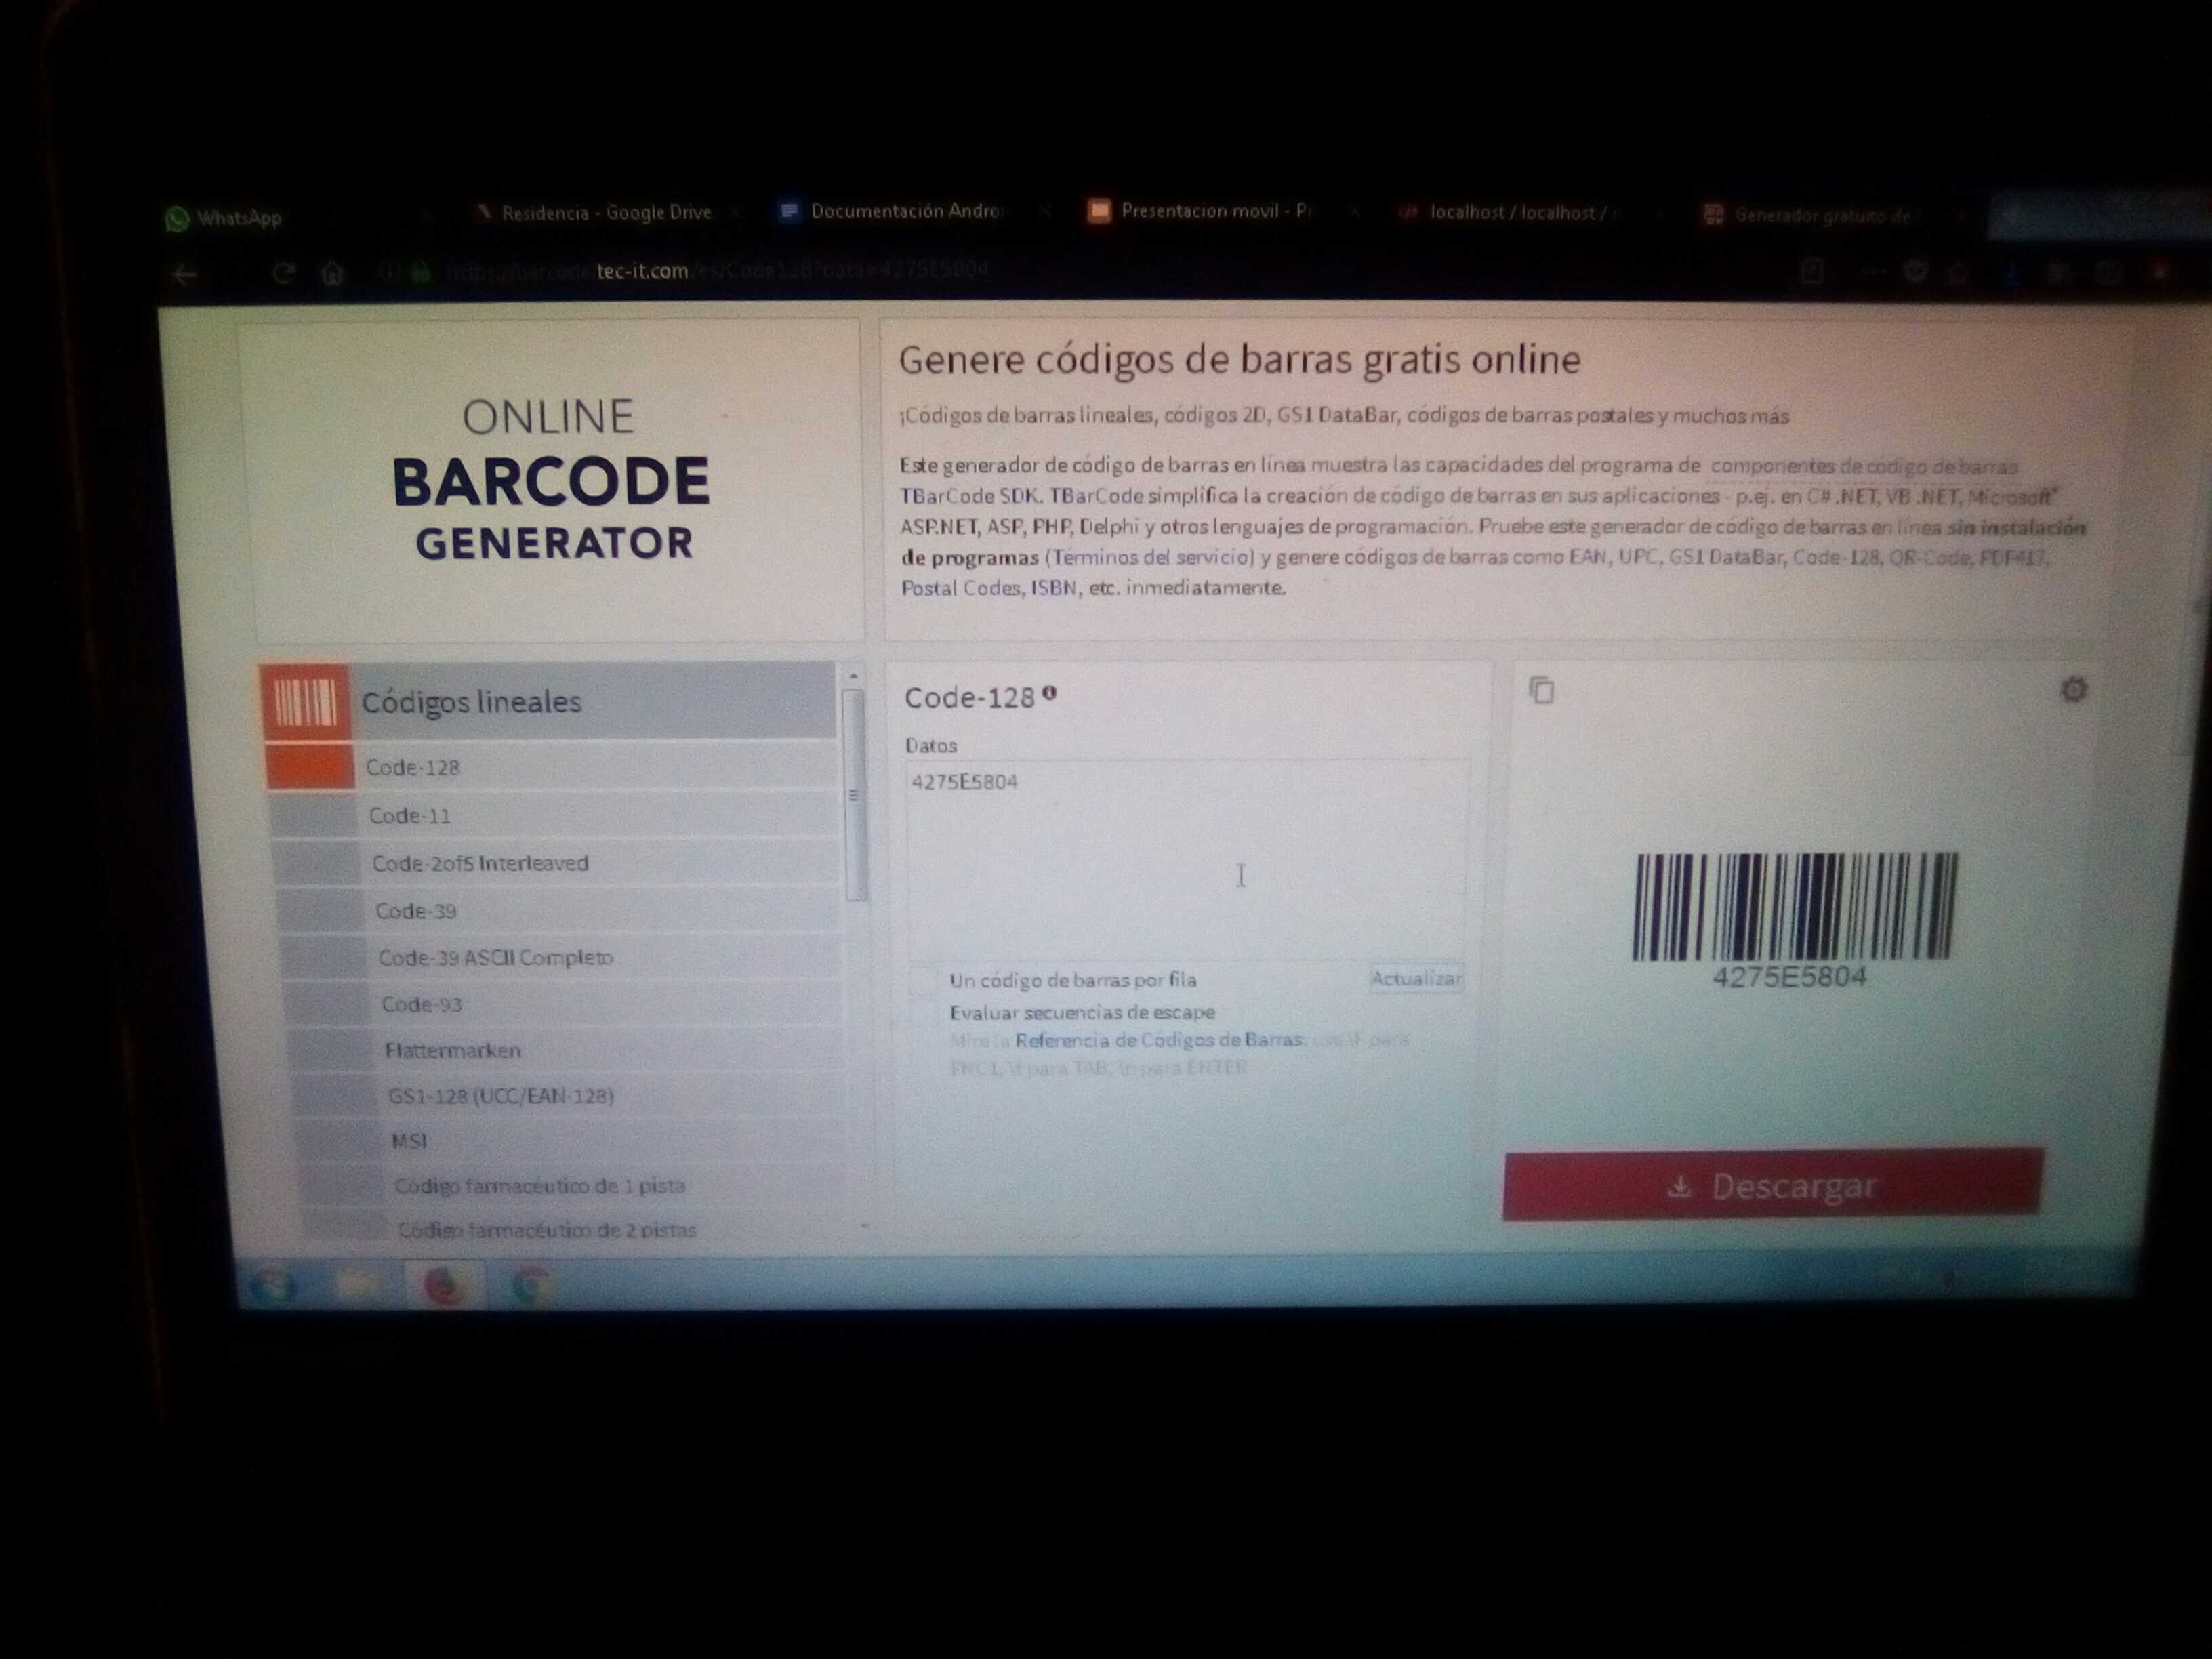 WhatsApp
Residencia - Google Drive
Documentación Andro
Presentacion movil - P
localhost / localhost /
Generador gratuito de
https://barcode.tec-it.com/es/Code128?data=4275E5804
ONLINE
BARCODE
GENERATOR
Genere códigos de barras gratis online
¡Códigos de barras lineales, códigos 2D, GS1 DataBar, códigos de barras postales y muchos más
Este generador de código de barras en línea muestra las capacidades del programa de componentes de código de barras
TBarCode SDK. TBarCode simplifica la creación de código de barras en sus aplicaciones - p.ej. en C# .NET, VB .NET, Microsoft®
ASP.NET, ASP, PHP, Delphi y otros lenguajes de programación. Pruebe este generador de código de barras en línea sin instalación
de programas (Términos del servicio) y genere códigos de barras como EAN, UPC, GS1 DataBar, Code-128, QR-Code, PDF417,
Postal Codes, ISBN, etc. inmediatamente.
Códigos lineales
Code-128
Code-11
Code-2of5 Interleaved
Code-39
Code-39 ASCII Completo
Code-93
Flattermarken
GS1-128 (UCC/EAN-128)
MSI
Código farmacéutico de 1 pista
Código farmacéutico de 2 pistas
Code-128
Datos
4275E5804
Un código de barras por fila
Actualizar
Evaluar secuencias de escape
Mire la Referencia de Códigos de Barras: use \F para
FNC1, \t para TAB, \n para ENTER
4275E5804
Descargar